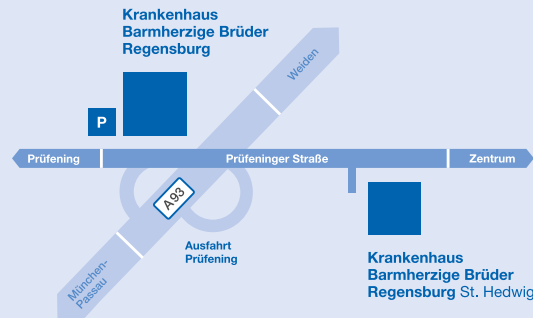 Krankenhaus
Barmherzige Brüder
Regensburg
Weiden
P
Prüfening
Prüfeninger Straße
Zentrum
A93
Ausfahrt
Prüfening
München-
Passau
Krankenhaus
Barmherzige Brüder
Regensburg St. Hedwig